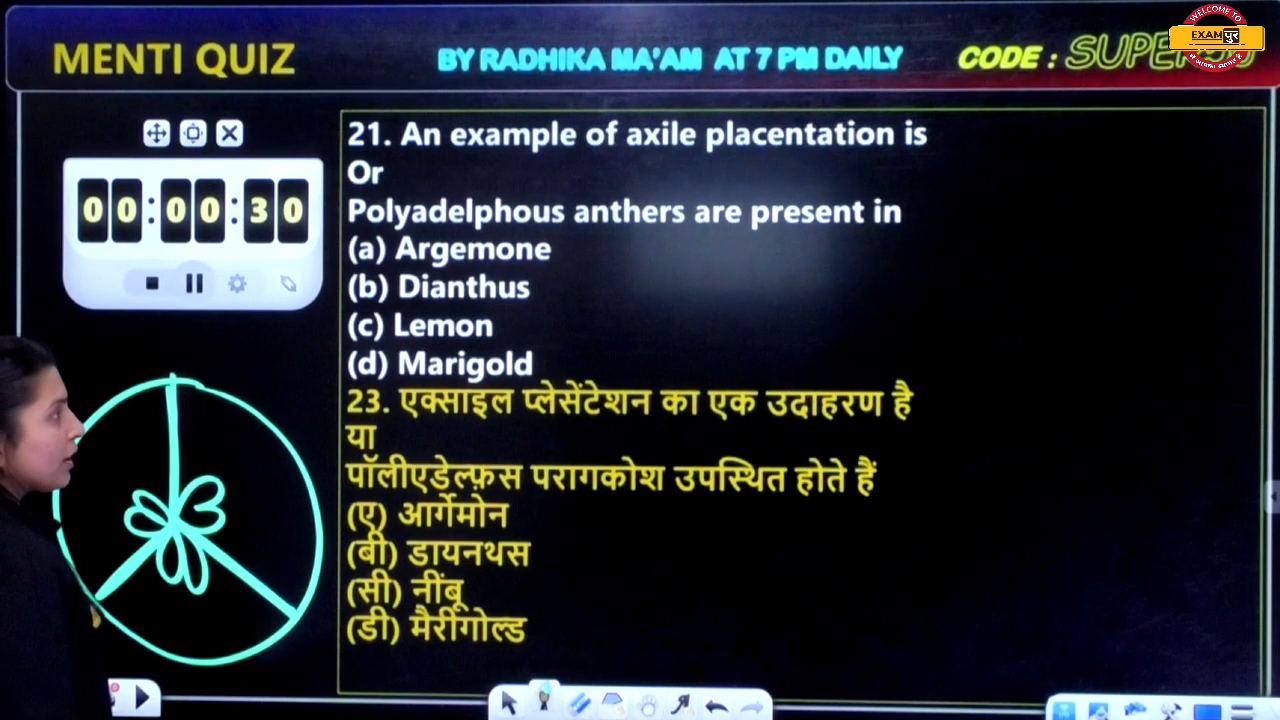 MENTI QUIZ
BY RADHIKA MA'AM AT 7 PM DAILY
CODE :
WELCOME TO
EXAM पुर
00:00:30
21. An example of axile placentation is
Or
Polyadelphous anthers are present in
(a) Argemone
(b) Dianthus
(c) Lemon
(d) Marigold
23. एक्साइल प्लेसेंटेशन का एक उदाहरण है
या
पॉलीएडेल्फ़स परागकोश उपस्थित होते हैं
(ए) आर्गेमोन
(बी) डायनथस
(सी) नींबू
(डी) मैरीगोल्ड